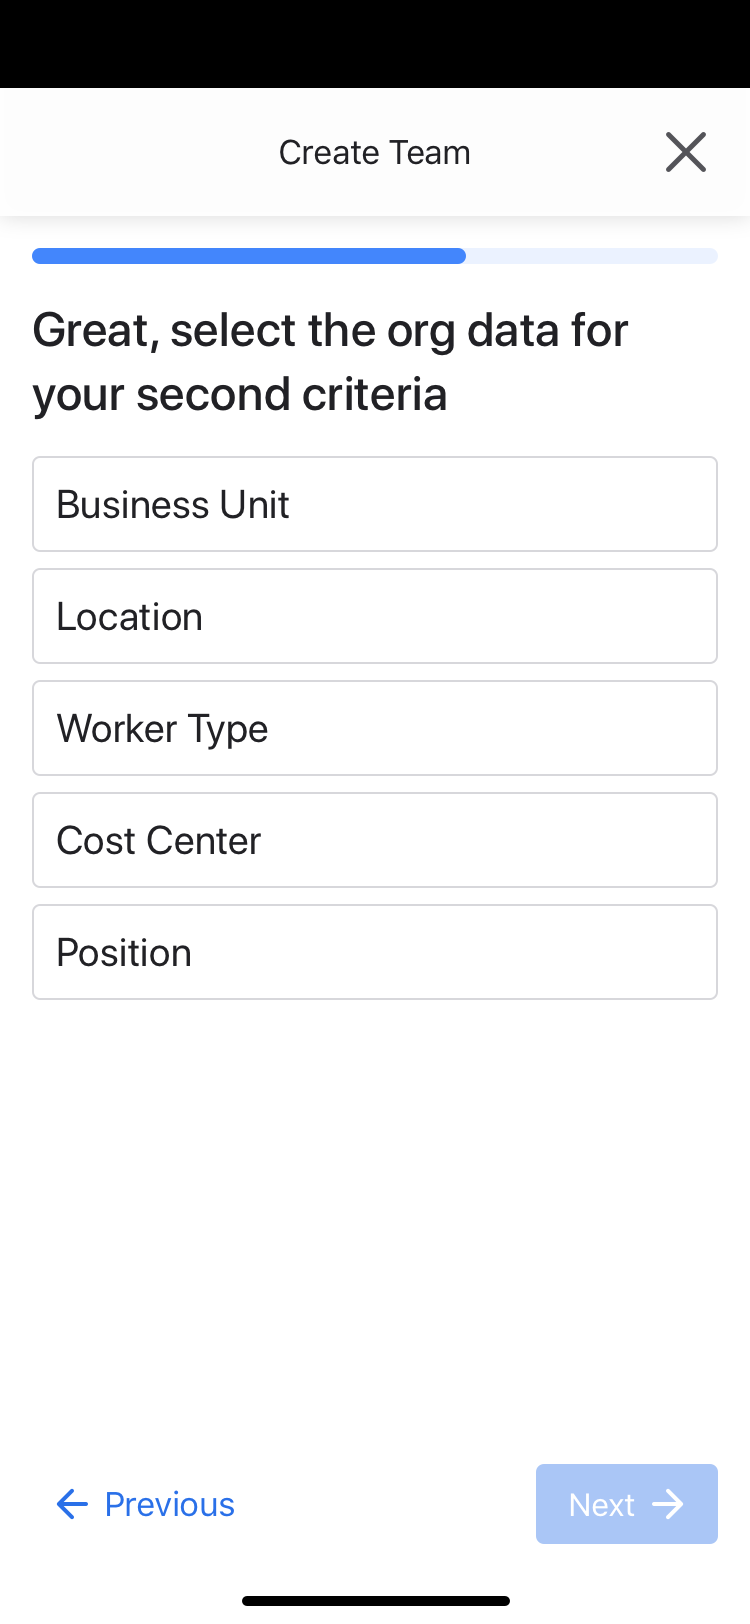 Create Team
Great, select the org data for
your second criteria
Business Unit
Location
Worker Type
Cost Center
Position
Previous
Next